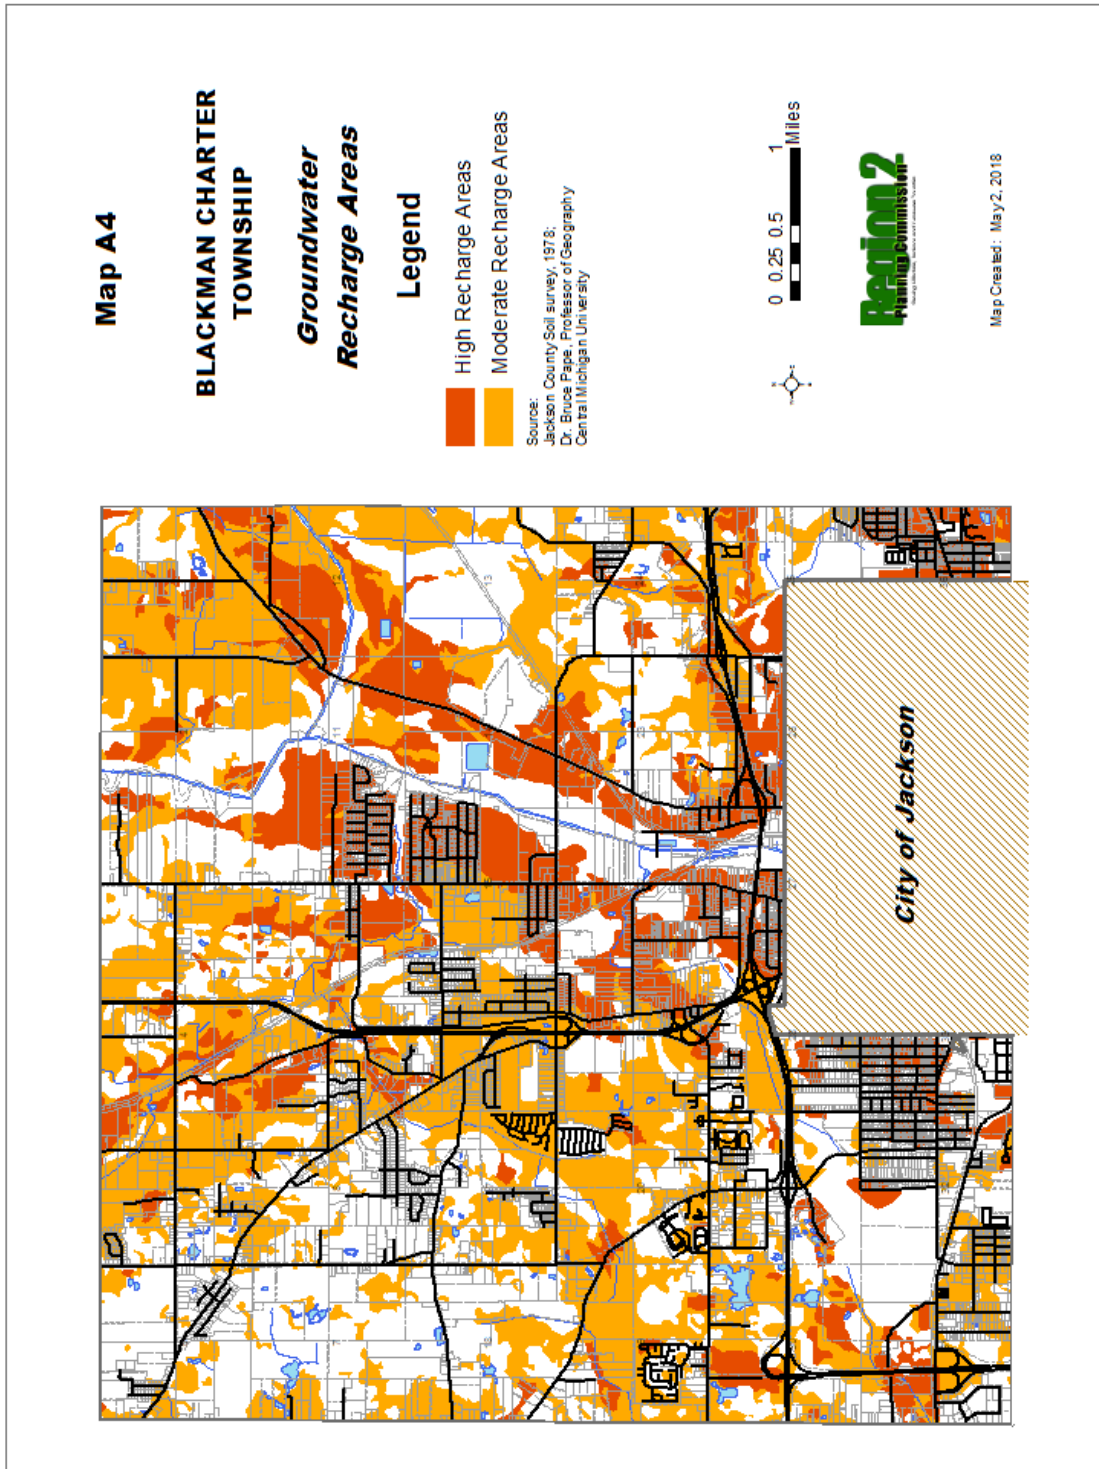 Map A4
BLACKMAN CHARTER
TOWNSHIP
Groundwater
Recharge Areas
Legend
High Recharge Areas
Moderate Recharge Areas
Source:
Jackson County Soil survey, 1978;
Dr. Bruce Pape, Professor of Geography
Central Michigan University
0 0.25 0.5 1
Miles
Region 2
Planning Commission
Map Created: May 2, 2018
City of Jackson